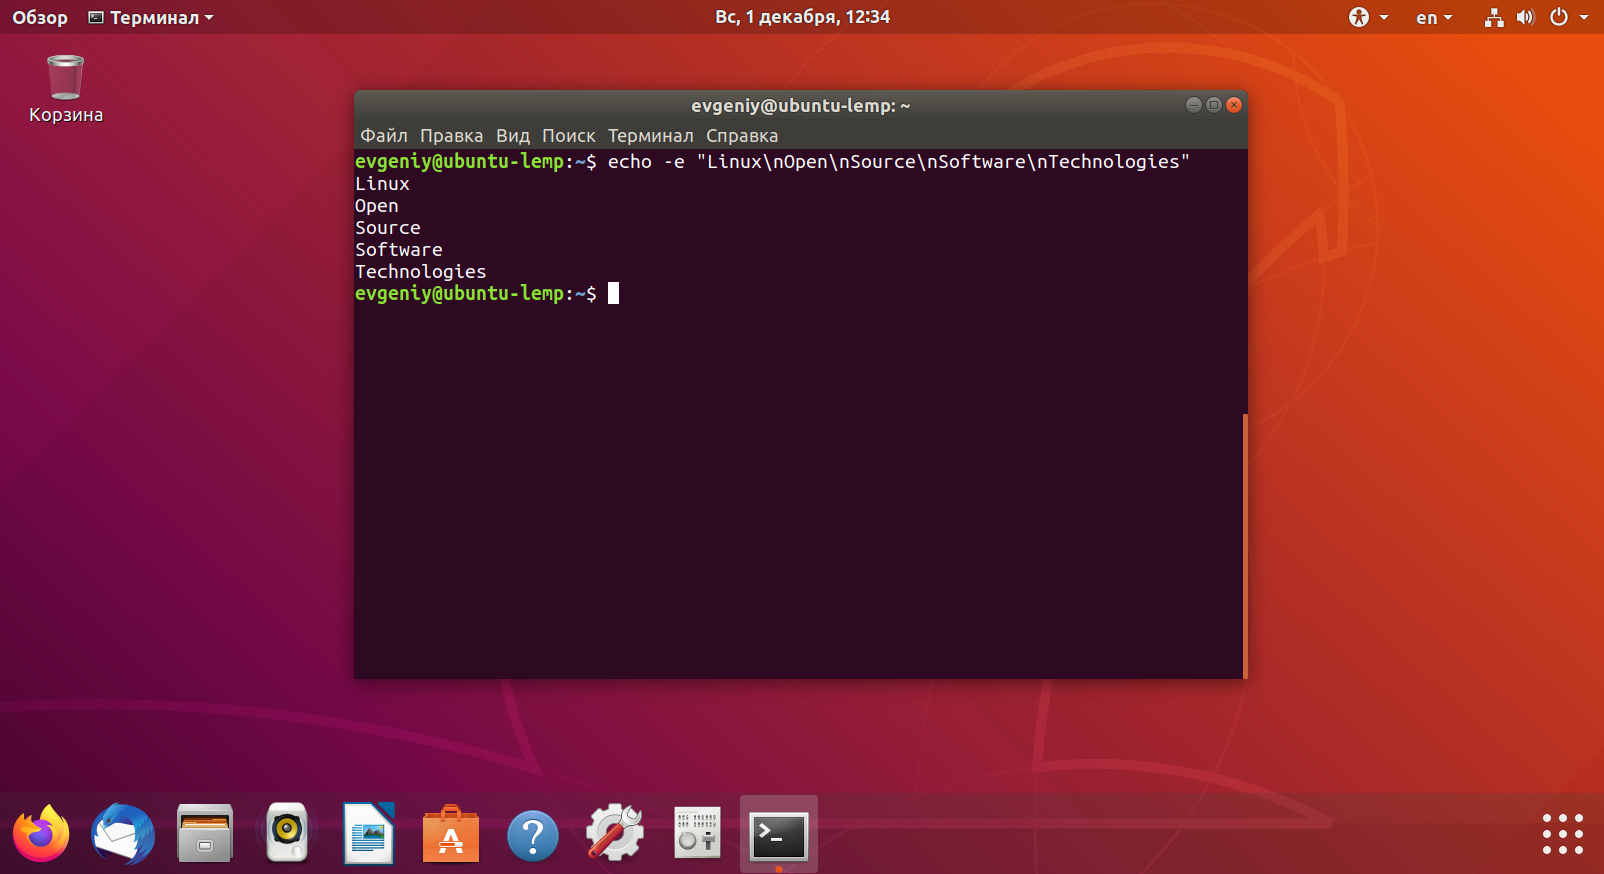 Обзор Терминал Вс, 1 декабря, 12:34 en
Корзина
evgeniy@ubuntu-lemp: ~
Файл Правка Вид Поиск Терминал Справка
evgeniy@ubuntu-lemp:~$ echo -e "Linux\nOpen\nSource\nSoftware\nTechnologies"
Linux
Open
Source
Software
Technologies
evgeniy@ubuntu-lemp:~$